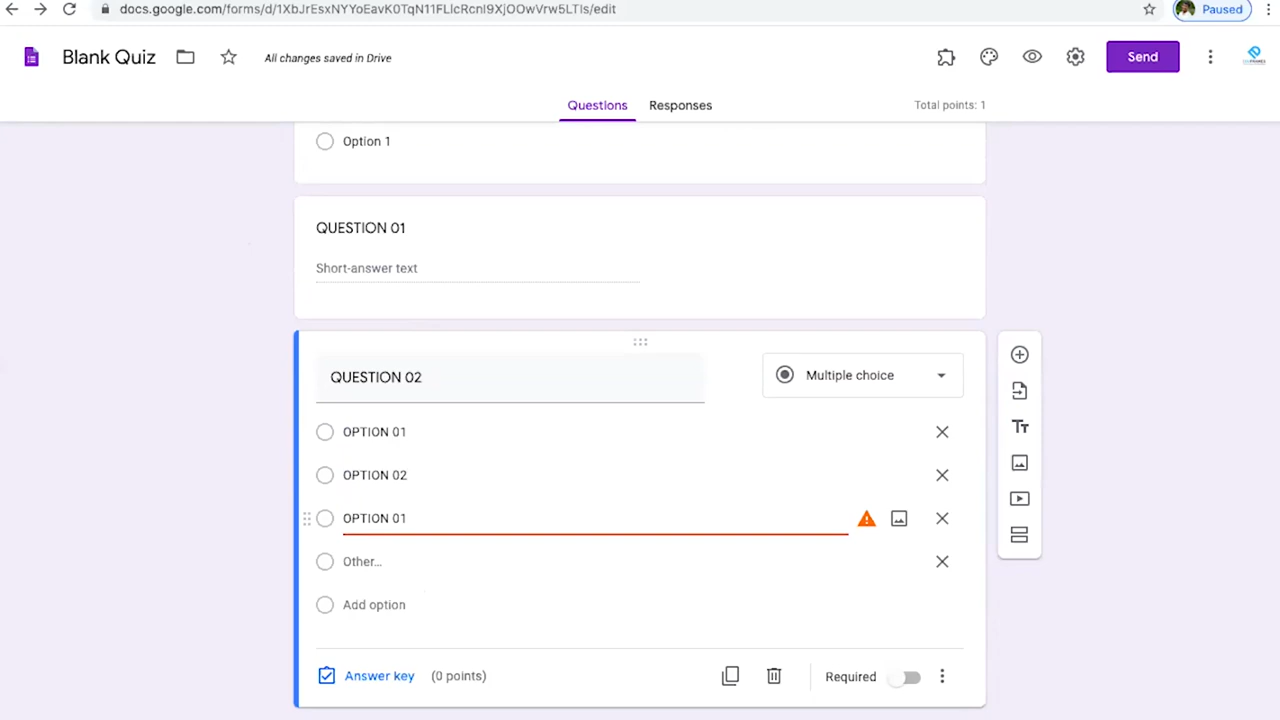 docs.google.com/forms/d/1XbJrEsxNYYoEavK0TqN11FLlcRcnI9XjOOwVrw5LTIs/edit
Paused
Blank Quiz
All changes saved in Drive
Send
Questions
Responses
Total points: 1
Option 1
QUESTION 01
Short-answer text
QUESTION 02
Multiple choice
OPTION 01
OPTION 02
OPTION 01
Other...
Add option
Answer key
(0 points)
Required